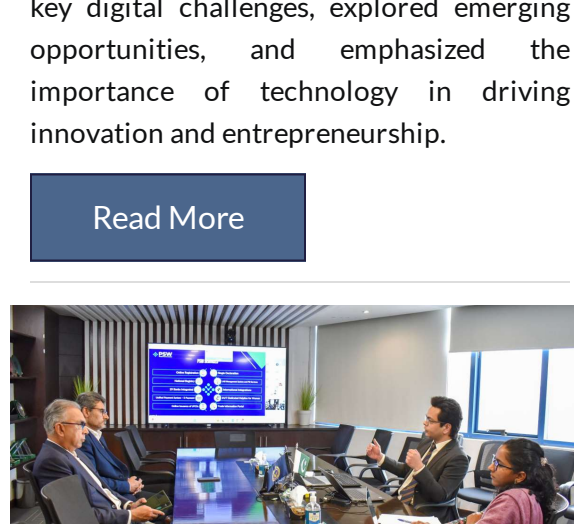 key digital challenges, explored emerging
opportunities, and emphasized the
importance of technology in driving
innovation and entrepreneurship.
Read More
PSW